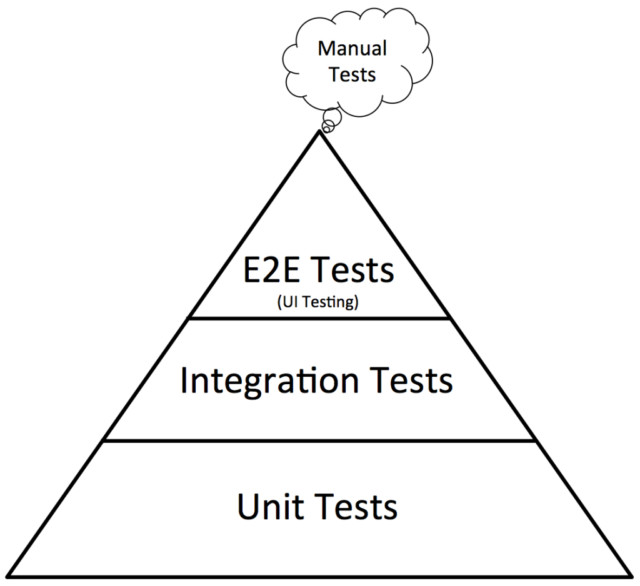 Manual
Tests
E2E Tests
(UI Testing)
Integration Tests
Unit Tests